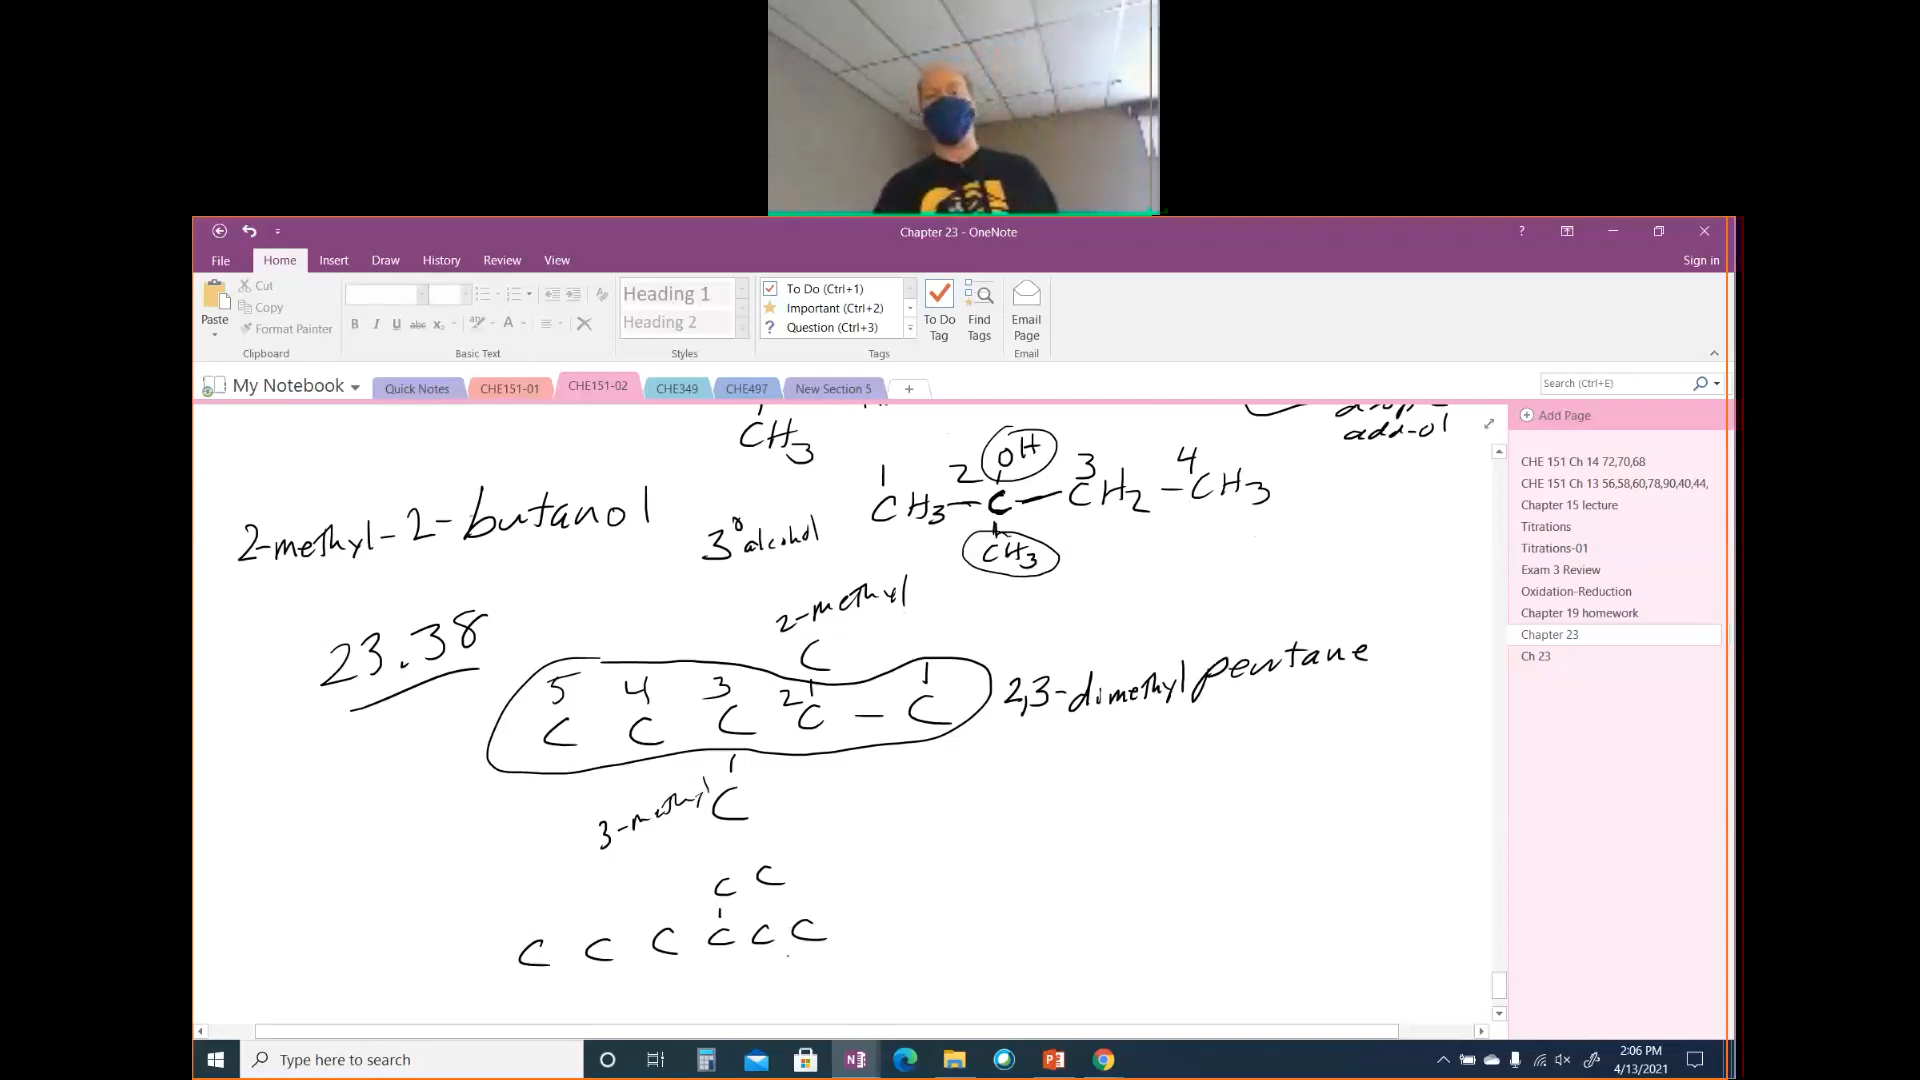 Chapter 23 - OneNote
?
File Home Insert Draw History Review View
Sign in
Paste
Cut
Copy
Format Painter
Clipboard
B I U abc x₂ A
Basic Text
Heading 1
Heading 2
Styles
To Do (Ctrl+1)
Important (Ctrl+2)
? Question (Ctrl+3)
Tags
To Do Tag
Find Tags
Email Page
Email
My Notebook
Quick Notes CHE151-01 CHE151-02 CHE349 CHE497 New Section 5 +
Search (Ctrl+E)
Add Page
CHE 151 Ch 14 72,70,68
CHE 151 Ch 13 56,58,60,78,90,40,44,
Chapter 15 lecture
Titrations
Titrations-01
Exam 3 Review
Oxidation-Reduction
Chapter 19 homework
Chapter 23
Ch 23
CH3
add-ol
1 2 OH 3 4
CH3 — C — CH2 — CH3
CH3
2-methyl-2-butanol
3° alcohol
23.38
2-methyl
C
5 4 3 2 1
C C C C — C
2,3-dimethylpentane
3-methyl C
C C
C C C C C C
Type here to search
2:06 PM
4/13/2021